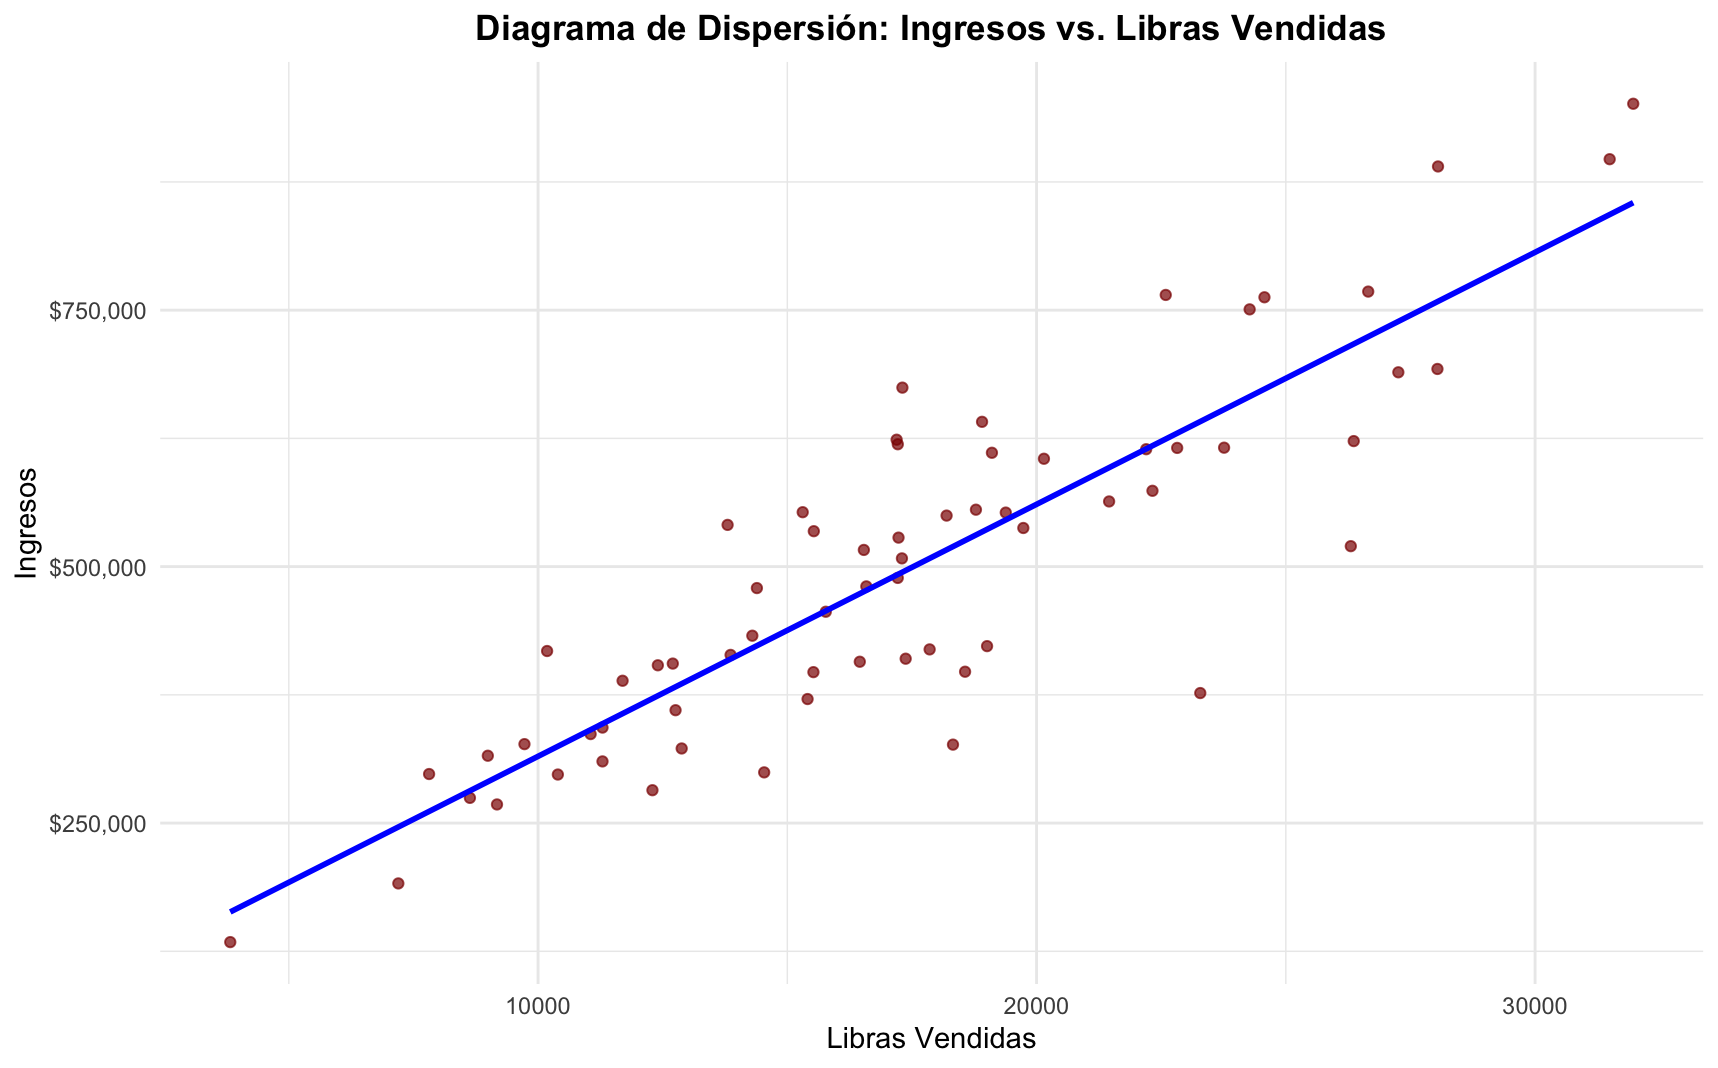 Diagrama de Dispersión: Ingresos vs. Libras Vendidas
Ingresos
$750,000
$500,000
$250,000
10000
20000
30000
Libras Vendidas